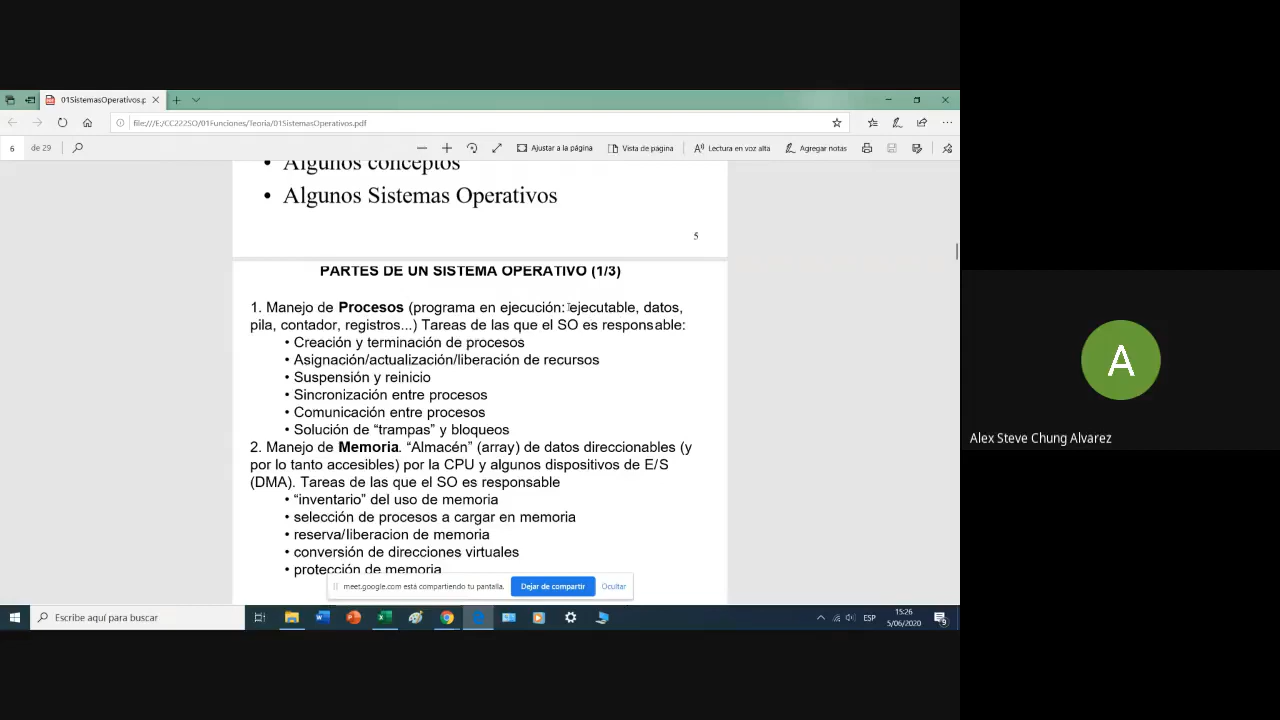 01SistemasOperativos.p
file:///E:/CC222SO/01Funciones/Teoria/01SistemasOperativos.pdf
6 de 29
Ajustar a la página
Vista de página
Lectura en voz alta
Agregar notas
• Algunos conceptos
• Algunos Sistemas Operativos
5
PARTES DE UN SISTEMA OPERATIVO (1/3)
1. Manejo de Procesos (programa en ejecución: ejecutable, datos,
pila, contador, registros...) Tareas de las que el SO es responsable:
• Creación y terminación de procesos
• Asignación/actualización/liberación de recursos
• Suspensión y reinicio
• Sincronización entre procesos
• Comunicación entre procesos
• Solución de “trampas” y bloqueos
2. Manejo de Memoria. “Almacén” (array) de datos direccionables (y
por lo tanto accesibles) por la CPU y algunos dispositivos de E/S
(DMA). Tareas de las que el SO es responsable
• “inventario” del uso de memoria
• selección de procesos a cargar en memoria
• reserva/liberacion de memoria
• conversión de direcciones virtuales
• protección de memoria
meet.google.com está compartiendo tu pantalla.
Dejar de compartir
Ocultar
Escribe aquí para buscar
ESP
15:26
5/06/2020
A
Alex Steve Chung Alvarez